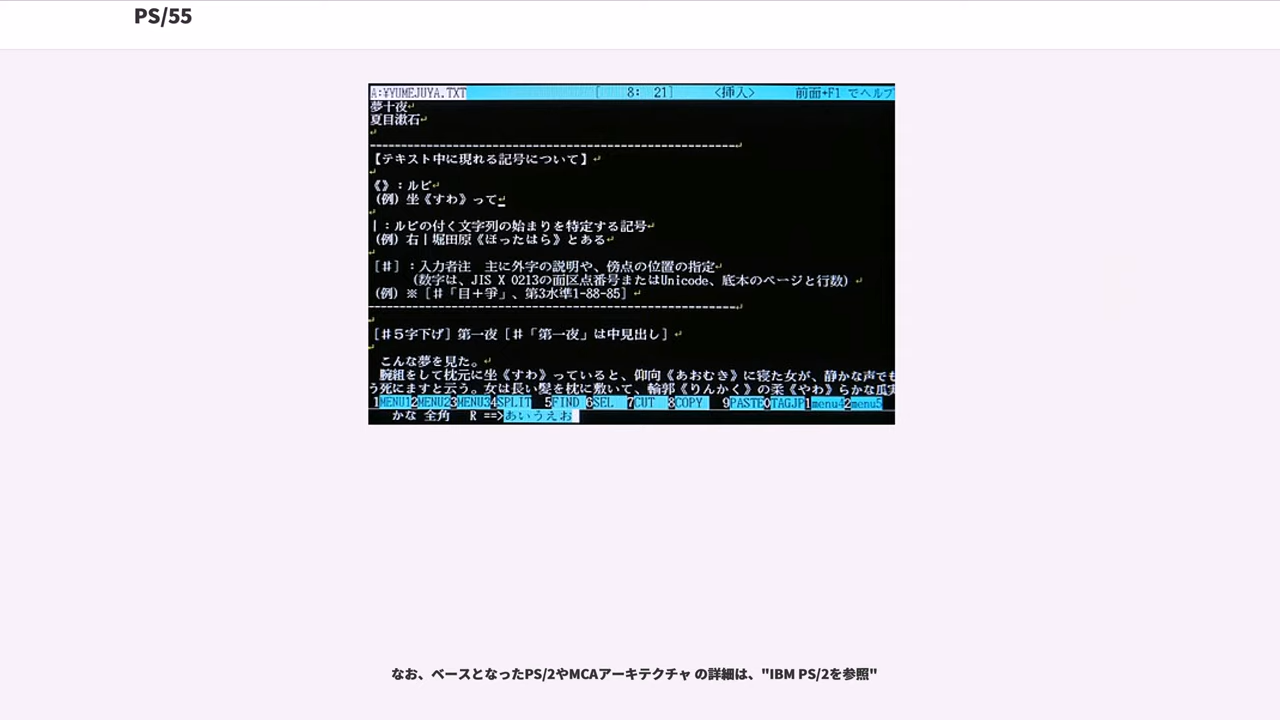 PS/55
A:¥YUMEJUYA.TXT [ 8: 21] <挿入> 前面+F1 でヘルプ
夢十夜↵
夏目漱石↵
↵
-------------------------------------------------------↵
【テキスト中に現れる記号について】↵
↵
《》:ルビ↵
(例)坐《すわ》って↵
↵
|:ルビの付く文字列の始まりを特定する記号↵
(例)右|堀田原《ほったはら》とある↵
↵
[#]:入力者注 主に外字の説明や、傍点の位置の指定↵
(数字は、JIS X 0213の面区点番号またはUnicode、底本のページと行数)↵
(例)※[#「目+爭」、第3水準1-88-85]↵
-------------------------------------------------------↵
↵
[#5字下げ]第一夜[#「第一夜」は中見出し]↵
↵
こんな夢を見た。↵
腕組をして枕元に坐《すわ》っていると、仰向《あおむき》に寝た女が、静かな声でも
う死にますと云う。女は長い髪を枕に敷いて、輪郭《りんかく》の柔《やわ》らかな瓜実
1MENU12MENU23MENU34SPLIT 5FIND 6SEL 7CUT 8COPY 9PASTE0TAGJP1menu42menu5
かな 全角 R ==>あいうえお
なお、ベースとなったPS/2やMCAアーキテクチャ の詳細は、"IBM PS/2を参照"